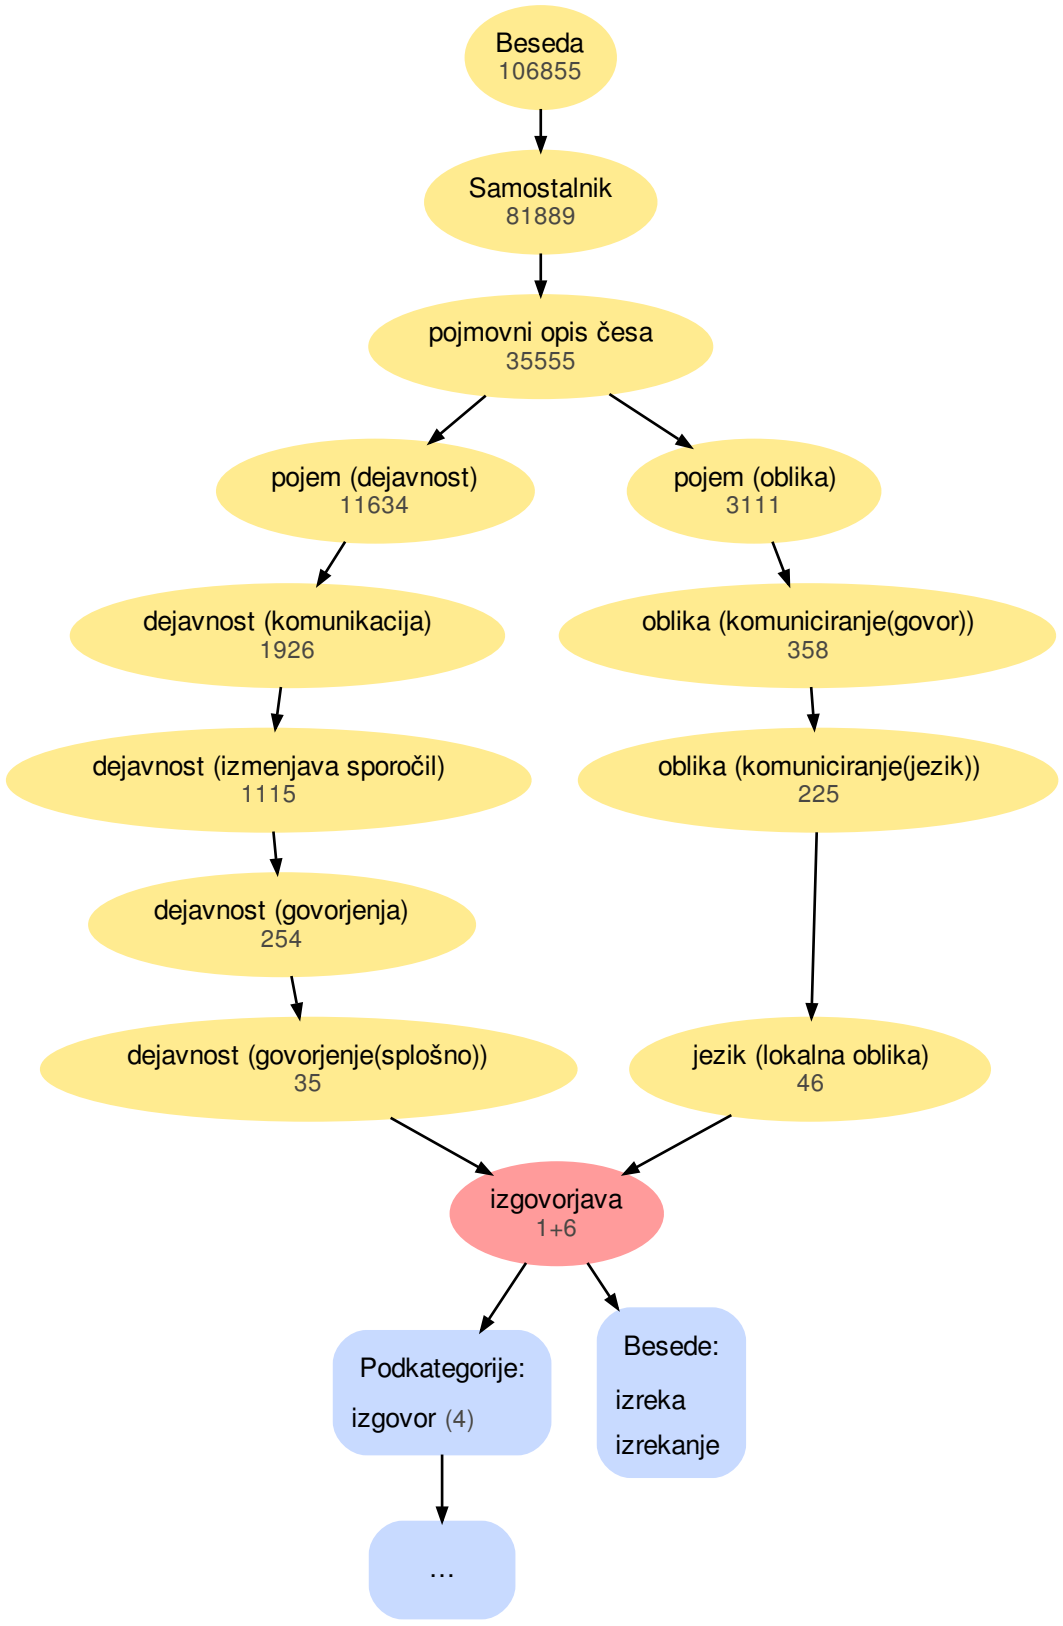 Beseda
106855
Samostalnik
81889
pojmovni opis česa
35555
pojem (dejavnost)
11634
pojem (oblika)
3111
dejavnost (komunikacija)
1926
oblika (komuniciranje(govor))
358
dejavnost (izmenjava sporočil)
1115
oblika (komuniciranje(jezik))
225
dejavnost (govorjenja)
254
dejavnost (govorjenje(splošno))
35
jezik (lokalna oblika)
46
izgovorjava
1+6
Podkategorije:
izgovor (4)
Besede:
izreka
izrekanje
...